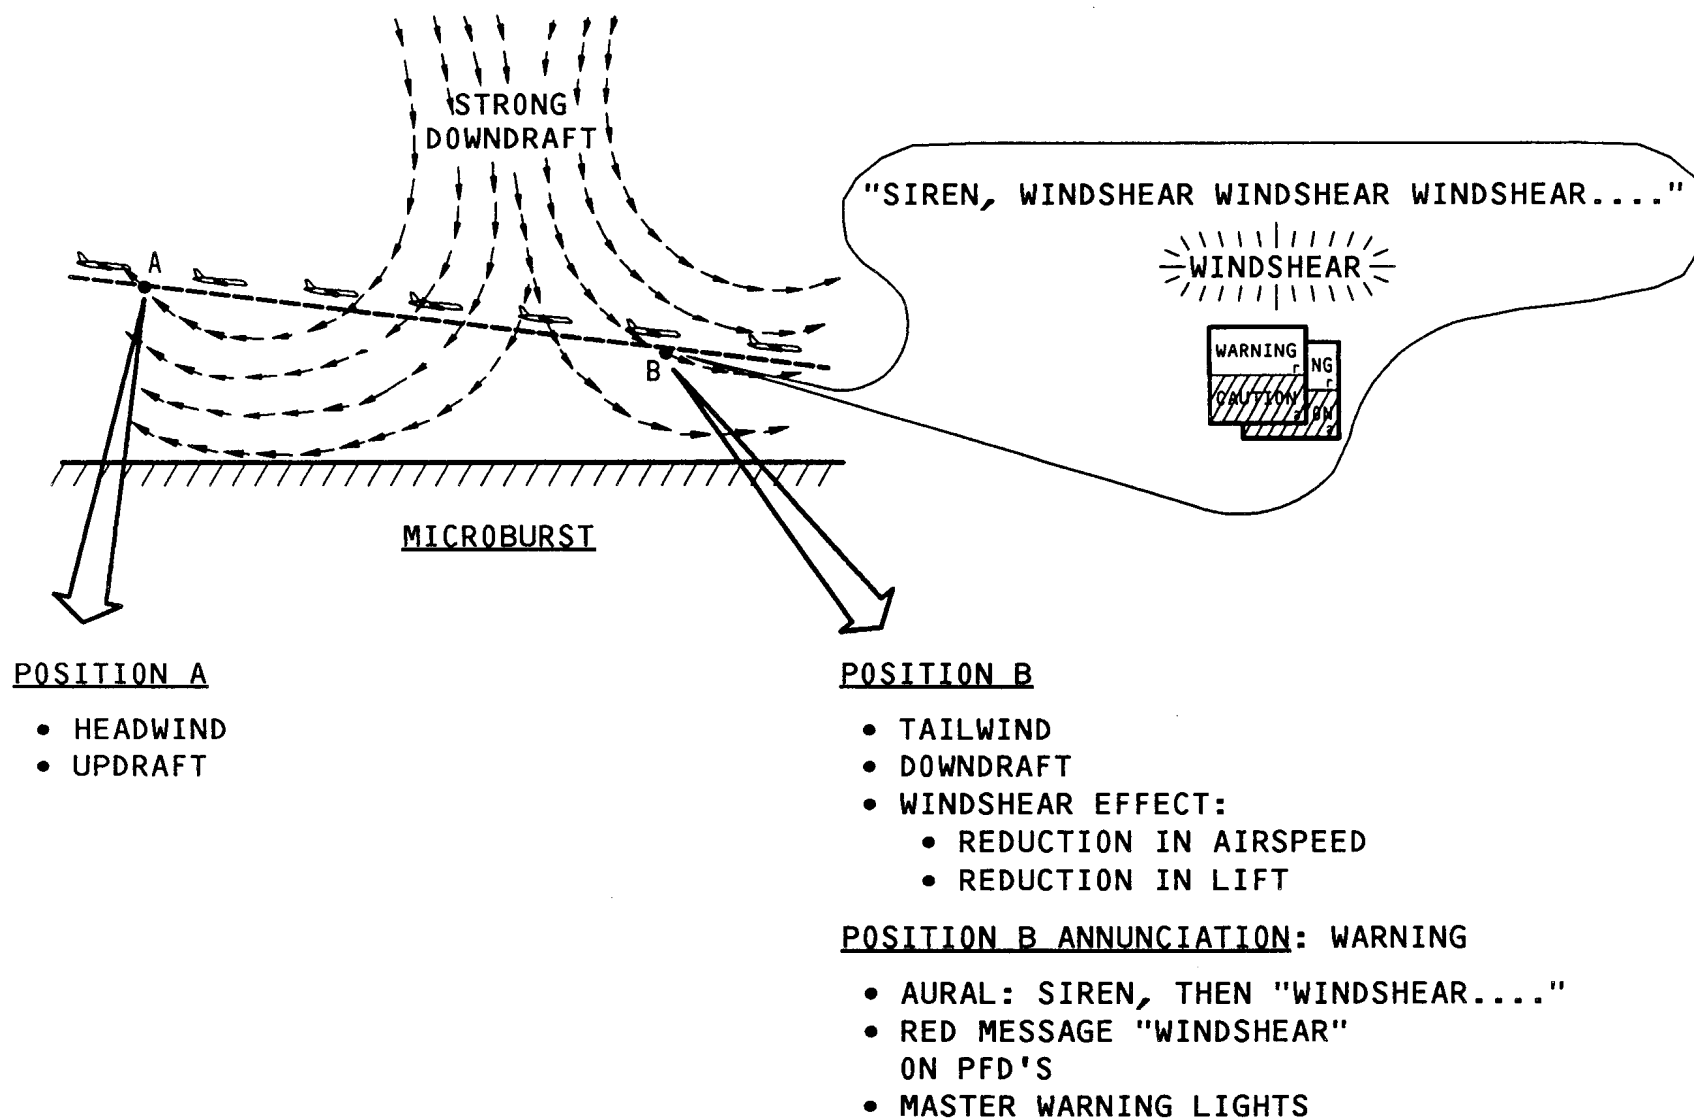 STRONG
DOWNDRAFT
"SIREN, WINDSHEAR WINDSHEAR WINDSHEAR...."
WINDSHEAR
WARNING
r
CAUTION
a
NG
r
ON
a
A
B
MICROBURST
POSITION A
• HEADWIND
• UPDRAFT
POSITION B
• TAILWIND
• DOWNDRAFT
• WINDSHEAR EFFECT:
• REDUCTION IN AIRSPEED
• REDUCTION IN LIFT
POSITION B ANNUNCIATION: WARNING
• AURAL: SIREN, THEN "WINDSHEAR...."
• RED MESSAGE "WINDSHEAR"
ON PFD'S
• MASTER WARNING LIGHTS